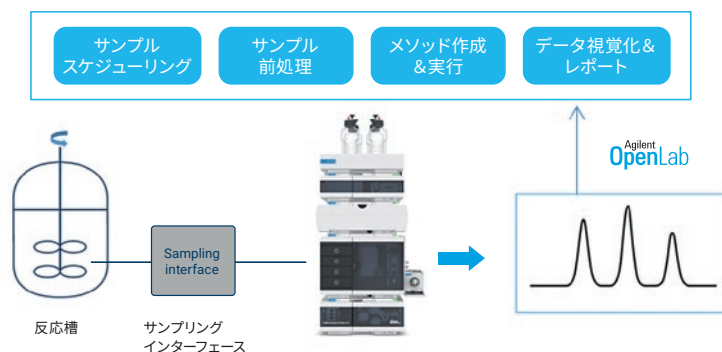 サンプル
スケジューリング
サンプル
前処理
メソッド作成
&実行
データ視覚化&
レポート
Agilent
OpenLab
Sampling
interface
反応槽
サンプリング
インターフェース